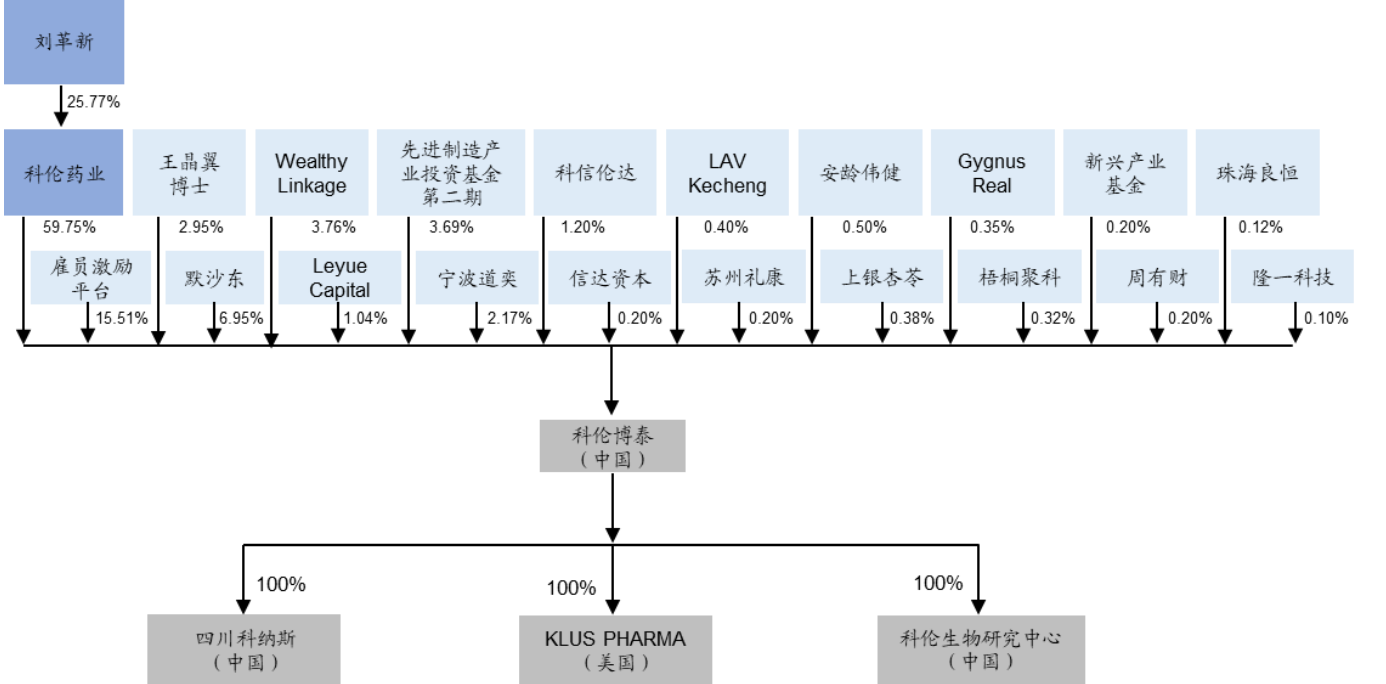 刘革新
25.77%
科伦药业
王晶翼
博士
Wealthy
Linkage
先进制造产
业投资基金
第二期
科信伦达
LAV
Kecheng
安龄伟健
Gygnus
Real
新兴产业
基金
珠海良恒
59.75%
2.95%
3.76%
3.69%
1.20%
0.40%
0.50%
0.35%
0.20%
0.12%
雇员激励
平台
默沙东
Leyue
Capital
宁波道奕
信达资本
苏州礼康
上银杏苓
梧桐聚科
周有财
隆一科技
15.51%
6.95%
1.04%
2.17%
0.20%
0.20%
0.38%
0.32%
0.20%
0.10%
科伦博泰
（中国）
100%
100%
100%
四川科纳斯
（中国）
KLUS PHARMA
（美国）
科伦生物研究中心
（中国）